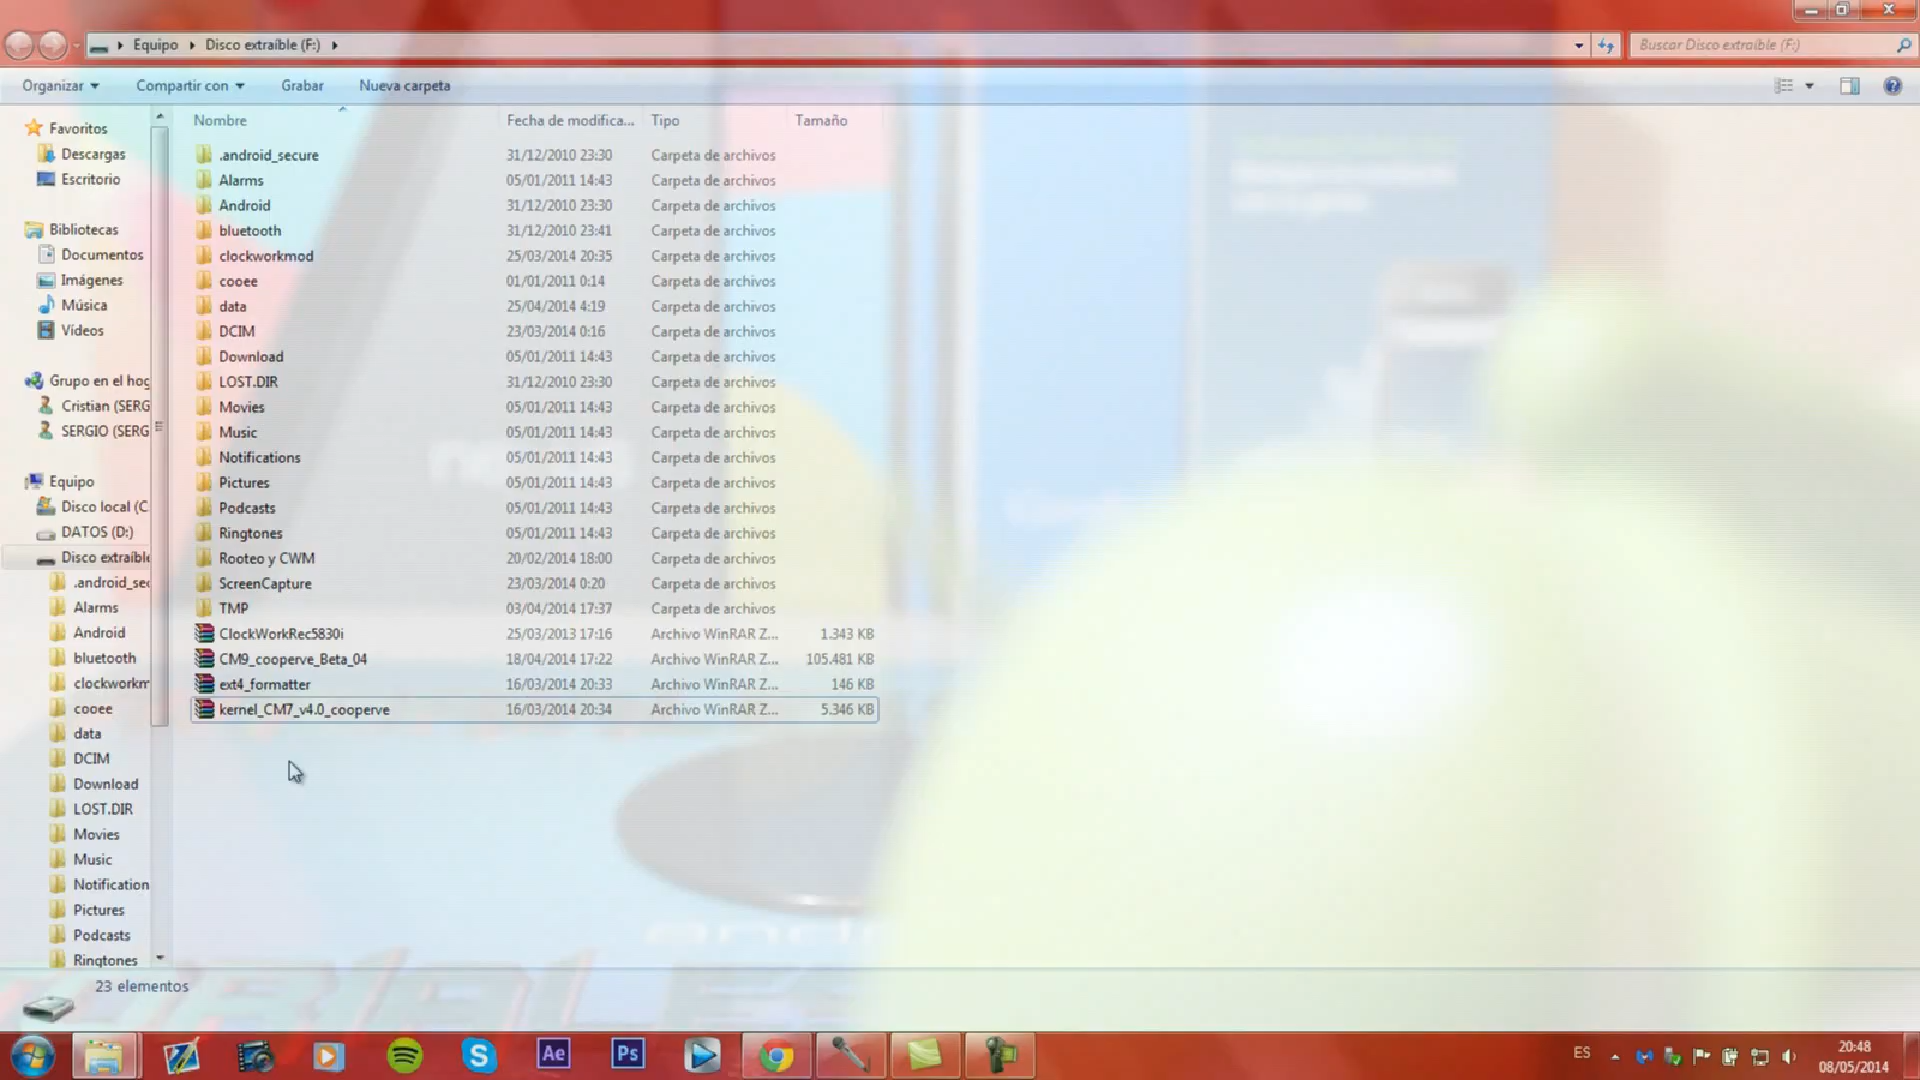 Equipo Disco extraíble (F:)
Buscar Disco extraíble (F:)
Organizar Compartir con Grabar Nueva carpeta
Nombre Fecha de modifica... Tipo Tamaño
Favoritos
Descargas
Escritorio
Bibliotecas
Documentos
Imágenes
Música
Vídeos
Grupo en el hog
Cristian (SERG
SERGIO (SERG
Equipo
Disco local (C
DATOS (D:)
Disco extraíble
.android_sec
Alarms
Android
bluetooth
clockworkm
cooee
data
DCIM
Download
LOST.DIR
Movies
Music
Notification
Pictures
Podcasts
Ringtones
.android_secure 31/12/2010 23:30 Carpeta de archivos
Alarms 05/01/2011 14:43 Carpeta de archivos
Android 31/12/2010 23:30 Carpeta de archivos
bluetooth 31/12/2010 23:41 Carpeta de archivos
clockworkmod 25/03/2014 20:35 Carpeta de archivos
cooee 01/01/2011 0:14 Carpeta de archivos
data 25/04/2014 4:19 Carpeta de archivos
DCIM 23/03/2014 0:16 Carpeta de archivos
Download 05/01/2011 14:43 Carpeta de archivos
LOST.DIR 31/12/2010 23:30 Carpeta de archivos
Movies 05/01/2011 14:43 Carpeta de archivos
Music 05/01/2011 14:43 Carpeta de archivos
Notifications 05/01/2011 14:43 Carpeta de archivos
Pictures 05/01/2011 14:43 Carpeta de archivos
Podcasts 05/01/2011 14:43 Carpeta de archivos
Ringtones 05/01/2011 14:43 Carpeta de archivos
Rooteo y CWM 20/02/2014 18:00 Carpeta de archivos
ScreenCapture 23/03/2014 0:20 Carpeta de archivos
TMP 03/04/2014 17:37 Carpeta de archivos
ClockWorkRec5830i 25/03/2013 17:16 Archivo WinRAR Z... 1.343 KB
CM9_cooperve_Beta_04 18/04/2014 17:22 Archivo WinRAR Z... 105.481 KB
ext4_formatter 16/03/2014 20:33 Archivo WinRAR Z... 146 KB
kernel_CM7_v4.0_cooperve 16/03/2014 20:34 Archivo WinRAR Z... 5.346 KB
23 elementos
Ae
Ps
ES
20:48
08/05/2014